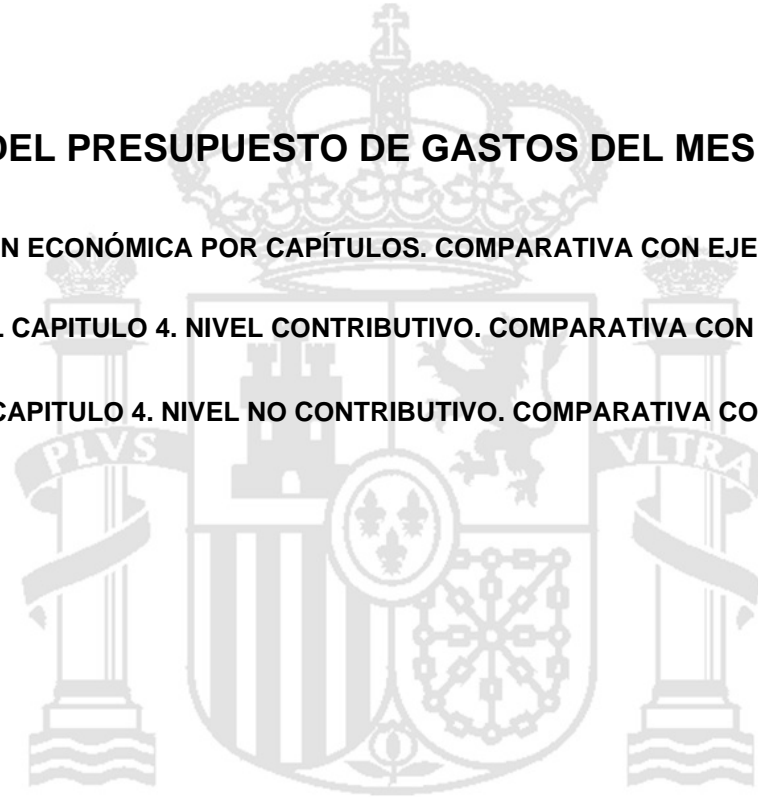 DEL PRESUPUESTO DE GASTOS DEL MES
N ECONÓMICA POR CAPÍTULOS. COMPARATIVA CON EJE
CAPITULO 4. NIVEL CONTRIBUTIVO. COMPARATIVA CON
CAPITULO 4. NIVEL NO CONTRIBUTIVO. COMPARATIVA CO
PLVS
VLTRA